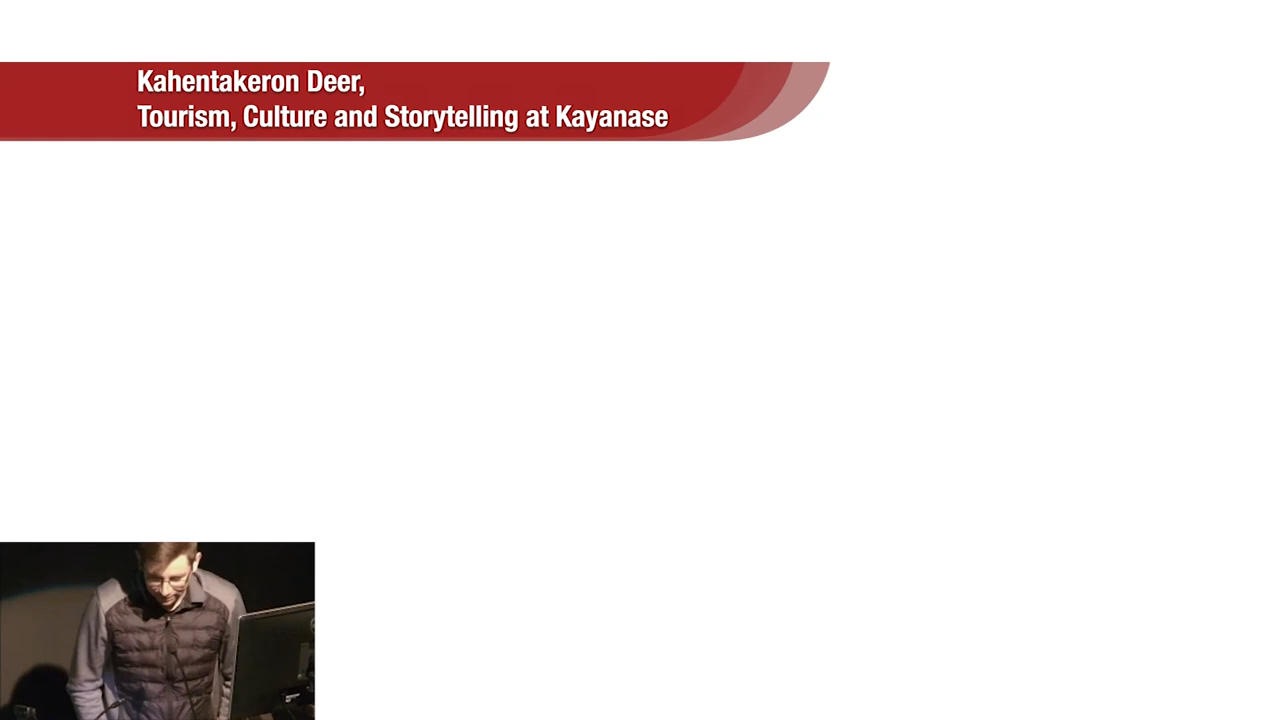 Kahentakeron Deer,
Tourism, Culture and Storytelling at Kayanase